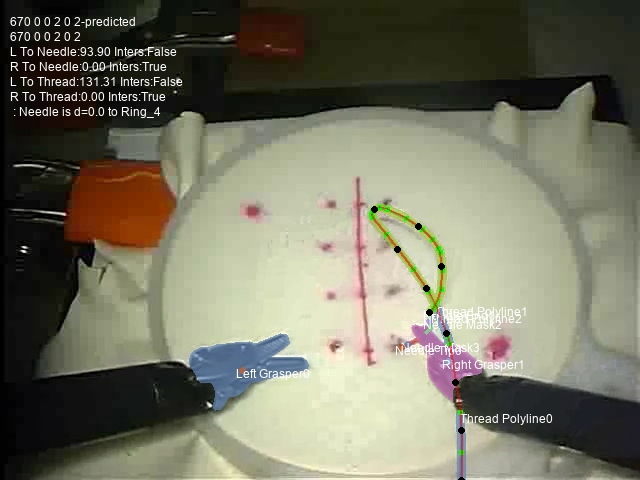 670 0 0 2 0 2-predicted
670 0 0 2 0 2
L To Needle:93.90 Inters:False
R To Needle:0.00 Inters:True
L To Thread:131.31 Inters:False
R To Thread:0.00 Inters:True
: Needle is d=0.0 to Ring_4
Thread Polyline1
Mask2
Needle Mask3
Right Grasper1
Left Grasper0
Thread Polyline0